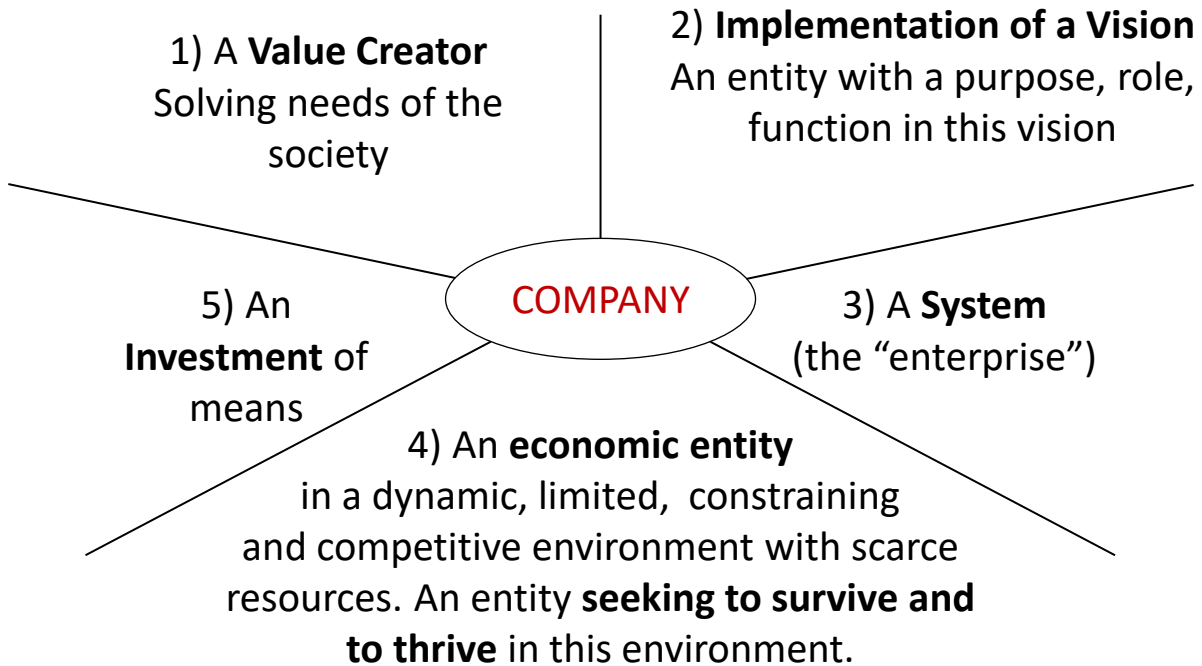 1) A Value Creator
Solving needs of the
society
2) Implementation of a Vision
An entity with a purpose, role,
function in this vision
COMPANY
3) A System
(the “enterprise”)
4) An economic entity
in a dynamic, limited, constraining
and competitive environment with scarce
resources. An entity seeking to survive and
to thrive in this environment.
5) An
Investment of
means